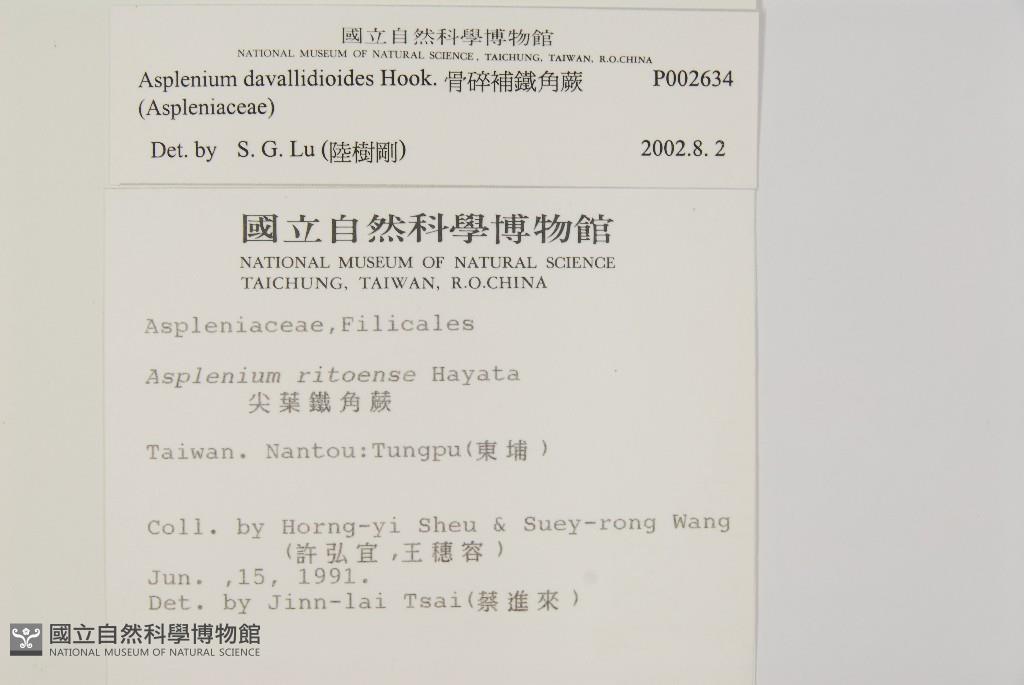 國立自然科學博物館
NATIONAL MUSEUM OF NATURAL SCIENCE, TAICHUNG, TAIWAN, R.O.CHINA
Asplenium davallidioides Hook. 骨碎補鐵角蕨 P002634
(Aspleniaceae)
Det. by S. G. Lu (陸樹剛) 2002.8. 2
國立自然科學博物館
NATIONAL MUSEUM OF NATURAL SCIENCE
TAICHUNG, TAIWAN, R.O.CHINA
Aspleniaceae,Filicales
Asplenium ritoense Hayata
尖葉鐵角蕨
Taiwan. Nantou:Tungpu(東埔)
Coll. by Horng-yi Sheu & Suey-rong Wang
(許弘宜,王穗容)
Jun. ,15, 1991.
Det. by Jinn-lai Tsai(蔡進來)
國立自然科學博物館
NATIONAL MUSEUM OF NATURAL SCIENCE